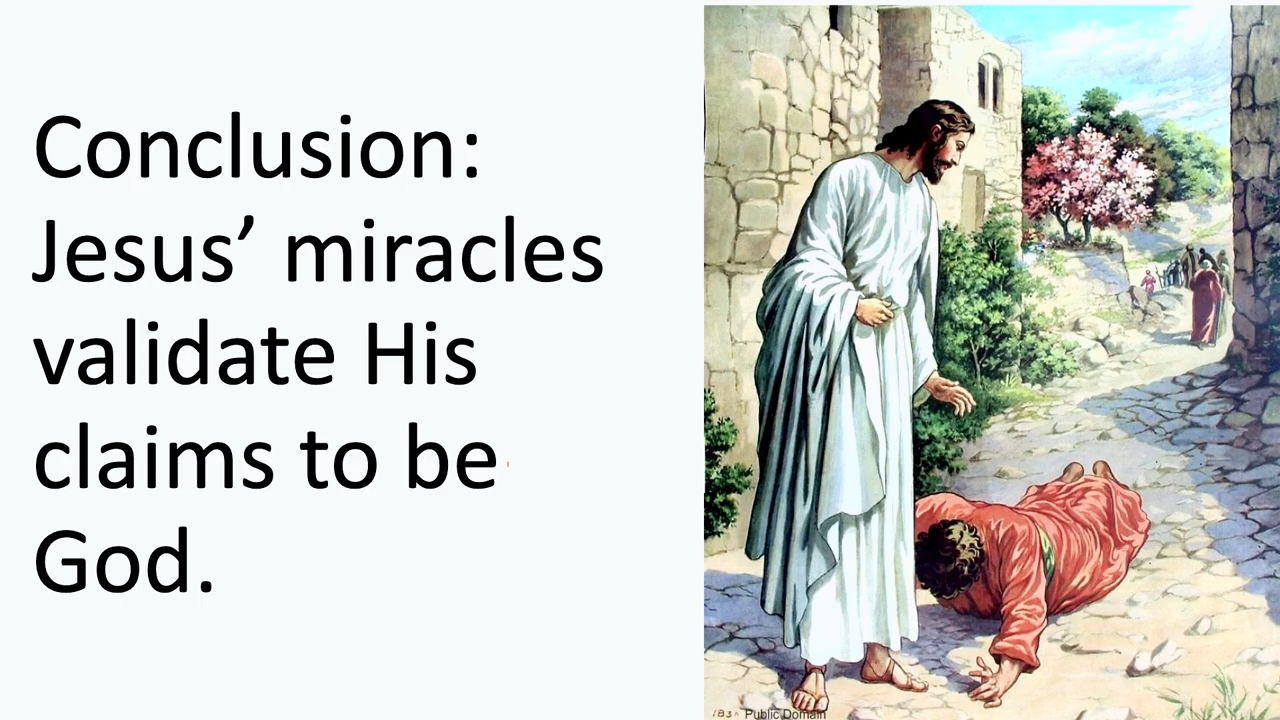 Conclusion:
Jesus’ miracles
validate His
claims to be
God.
Public Domain